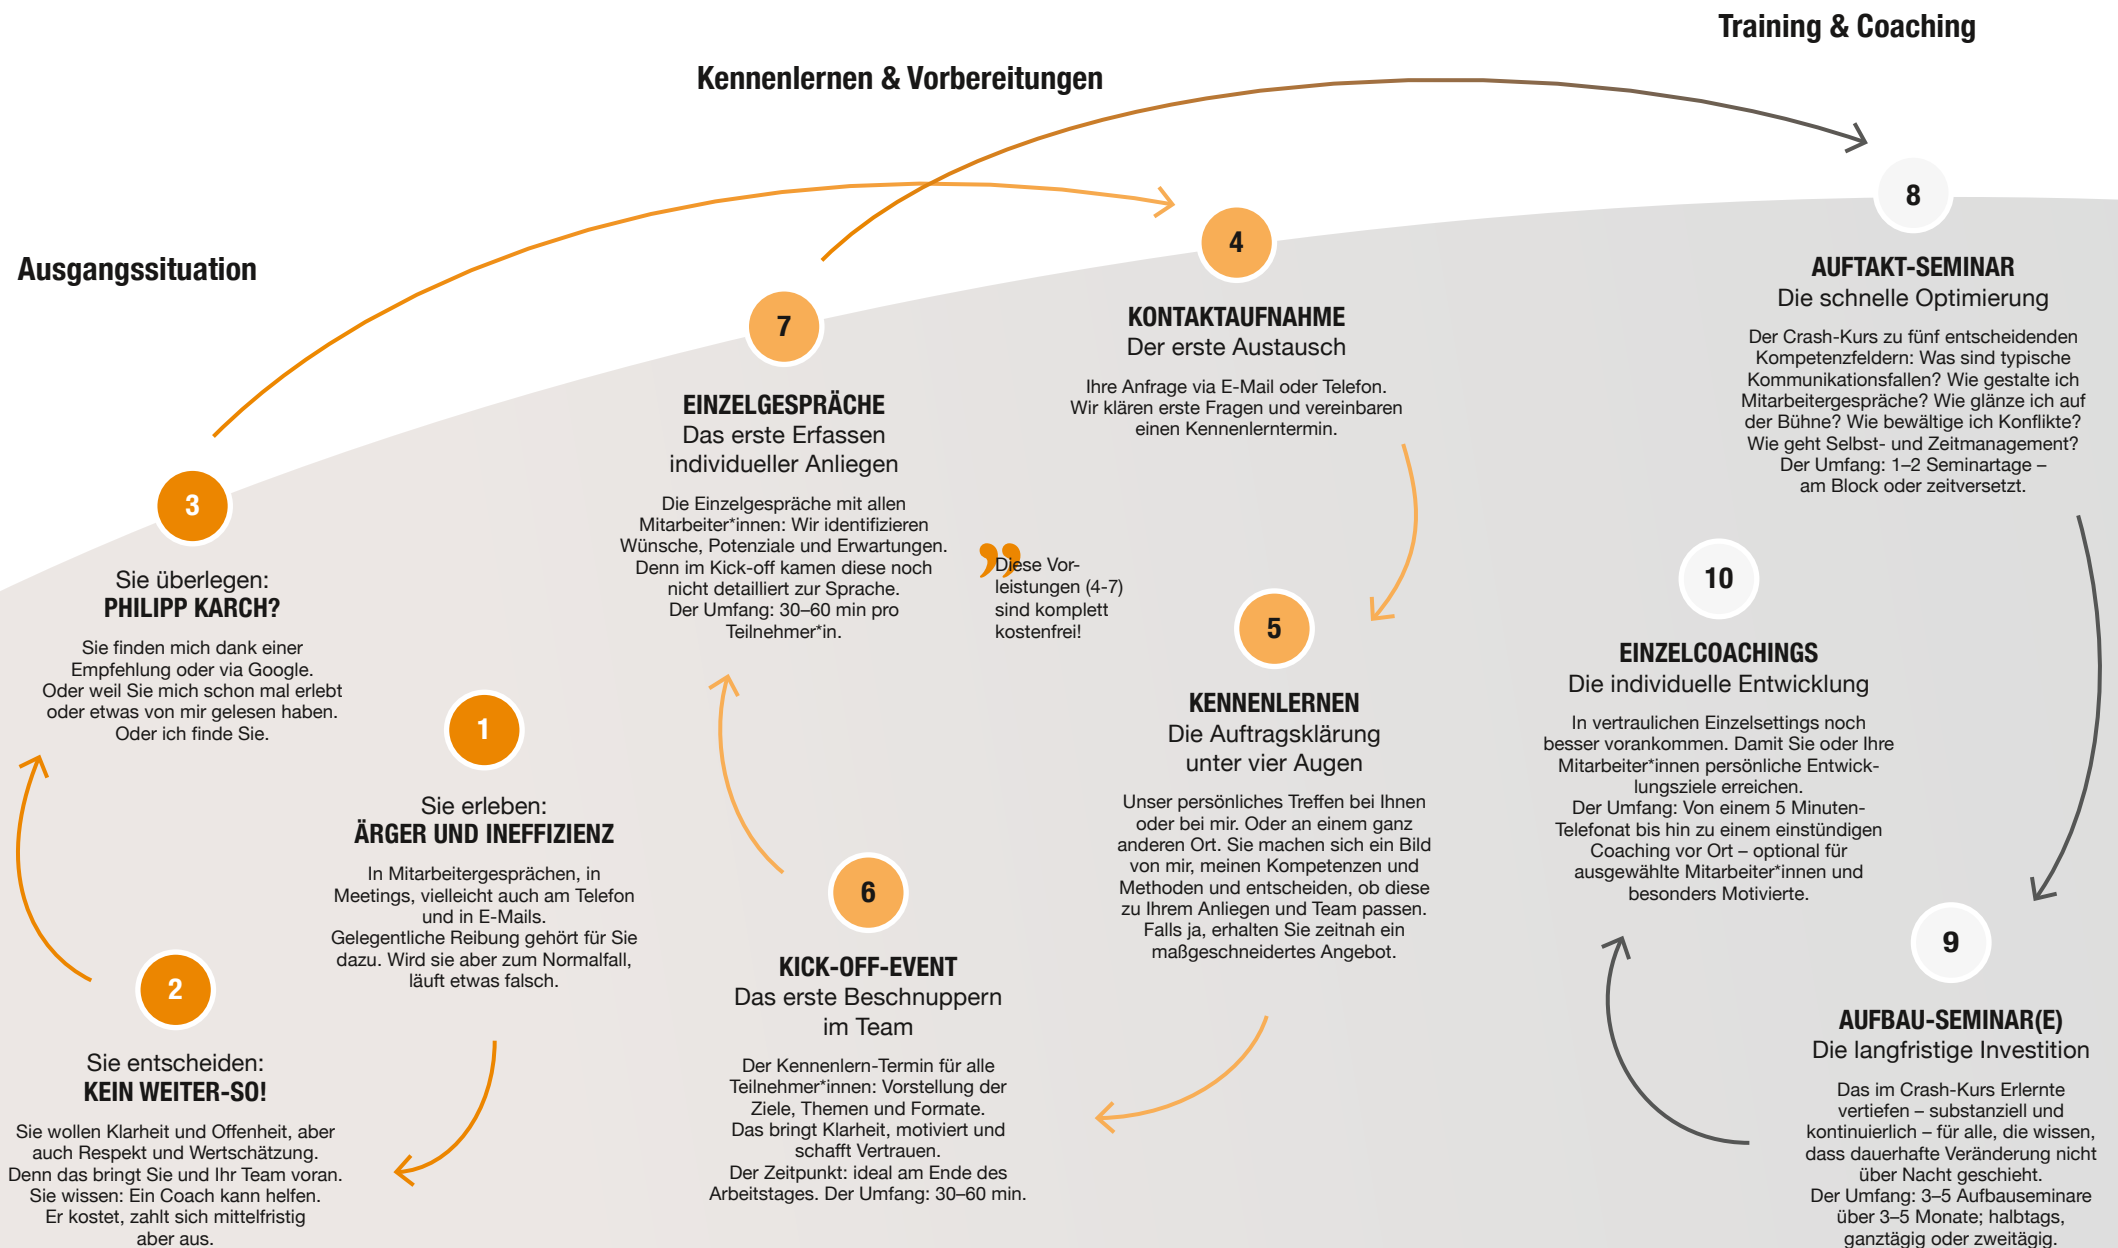 Ausgangssituation
3
Sie überlegen:
PHILIPP KARCH?
Sie finden mich dank einer
Empfehlung oder via Google.
Oder weil Sie mich schon mal erlebt
oder etwas von mir gelesen haben.
Oder ich finde Sie.
1
Sie erleben:
ÄRGER UND INEFFIZIENZ
In Mitarbeitergesprächen, in
Meetings, vielleicht auch am Telefon
und in E-Mails.
Gelegentliche Reibung gehört für Sie
dazu. Wird sie aber zum Normalfall,
läuft etwas falsch.
2
Sie entscheiden:
KEIN WEITER-SO!
Sie wollen Klarheit und Offenheit, aber
auch Respekt und Wertschätzung.
Denn das bringt Sie und Ihr Team voran.
Sie wissen: Ein Coach kann helfen.
Er kostet, zahlt sich mittelfristig
aber aus.
Kennenlernen & Vorbereitungen
7
EINZELGESPRÄCHE
Das erste Erfassen
individueller Anliegen
Die Einzelgespräche mit allen
Mitarbeiter*innen: Wir identifizieren
Wünsche, Potenziale und Erwartungen.
Denn im Kick-off kamen diese noch
nicht detailliert zur Sprache.
Der Umfang: 30–60 min pro
Teilnehmer*in.
”
Diese Vor-
leistungen (4-7)
sind komplett
kostenfrei!
4
KONTAKTAUFNAHME
Der erste Austausch
Ihre Anfrage via E-Mail oder Telefon.
Wir klären erste Fragen und vereinbaren
einen Kennenlerntermin.
5
KENNENLERNEN
Die Auftragsklärung
unter vier Augen
Unser persönliches Treffen bei Ihnen
oder bei mir. Oder an einem ganz
anderen Ort. Sie machen sich ein Bild
von mir, meinen Kompetenzen und
Methoden und entscheiden, ob diese
zu Ihrem Anliegen und Team passen.
Falls ja, erhalten Sie zeitnah ein
maßgeschneidertes Angebot.
6
KICK-OFF-EVENT
Das erste Beschnuppern
im Team
Der Kennenlern-Termin für alle
Teilnehmer*innen: Vorstellung der
Ziele, Themen und Formate.
Das bringt Klarheit, motiviert und
schafft Vertrauen.
Der Zeitpunkt: ideal am Ende des
Arbeitstages. Der Umfang: 30–60 min.
Training & Coaching
8
AUFTAKT-SEMINAR
Die schnelle Optimierung
Der Crash-Kurs zu fünf entscheidenden
Kompetenzfeldern: Was sind typische
Kommunikationsfallen? Wie gestalte ich
Mitarbeitergespräche? Wie glänze ich auf
der Bühne? Wie bewältige ich Konflikte?
Wie geht Selbst- und Zeitmanagement?
Der Umfang: 1–2 Seminartage –
am Block oder zeitversetzt.
10
EINZELCOACHINGS
Die individuelle Entwicklung
In vertraulichen Einzelsettings noch
besser vorankommen. Damit Sie oder Ihre
Mitarbeiter*innen persönliche Entwick-
lungsziele erreichen.
Der Umfang: Von einem 5 Minuten-
Telefonat bis hin zu einem einstündigen
Coaching vor Ort – optional für
ausgewählte Mitarbeiter*innen und
besonders Motivierte.
9
AUFBAU-SEMINAR(E)
Die langfristige Investition
Das im Crash-Kurs Erlernte
vertiefen – substanziell und
kontinuierlich – für alle, die wissen,
dass dauerhafte Veränderung nicht
über Nacht geschieht.
Der Umfang: 3–5 Aufbauseminare
über 3–5 Monate; halbtags,
ganztägig oder zweitägig.